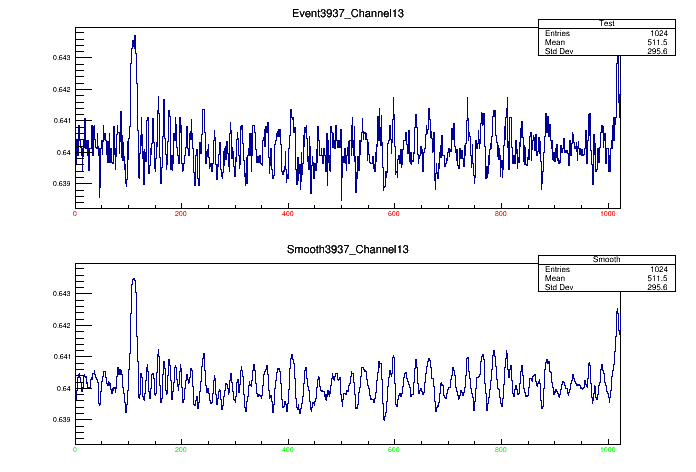 Event3937_Channel13
Test
Entries 1024
Mean 511.5
Std Dev 295.6
0.643
0.642
0.641
0.64
0.639
0 200 400 600 800 1000
Smooth3937_Channel13
Smooth
Entries 1024
Mean 511.5
Std Dev 295.6
0.643
0.642
0.641
0.64
0.639
0 200 400 600 800 1000